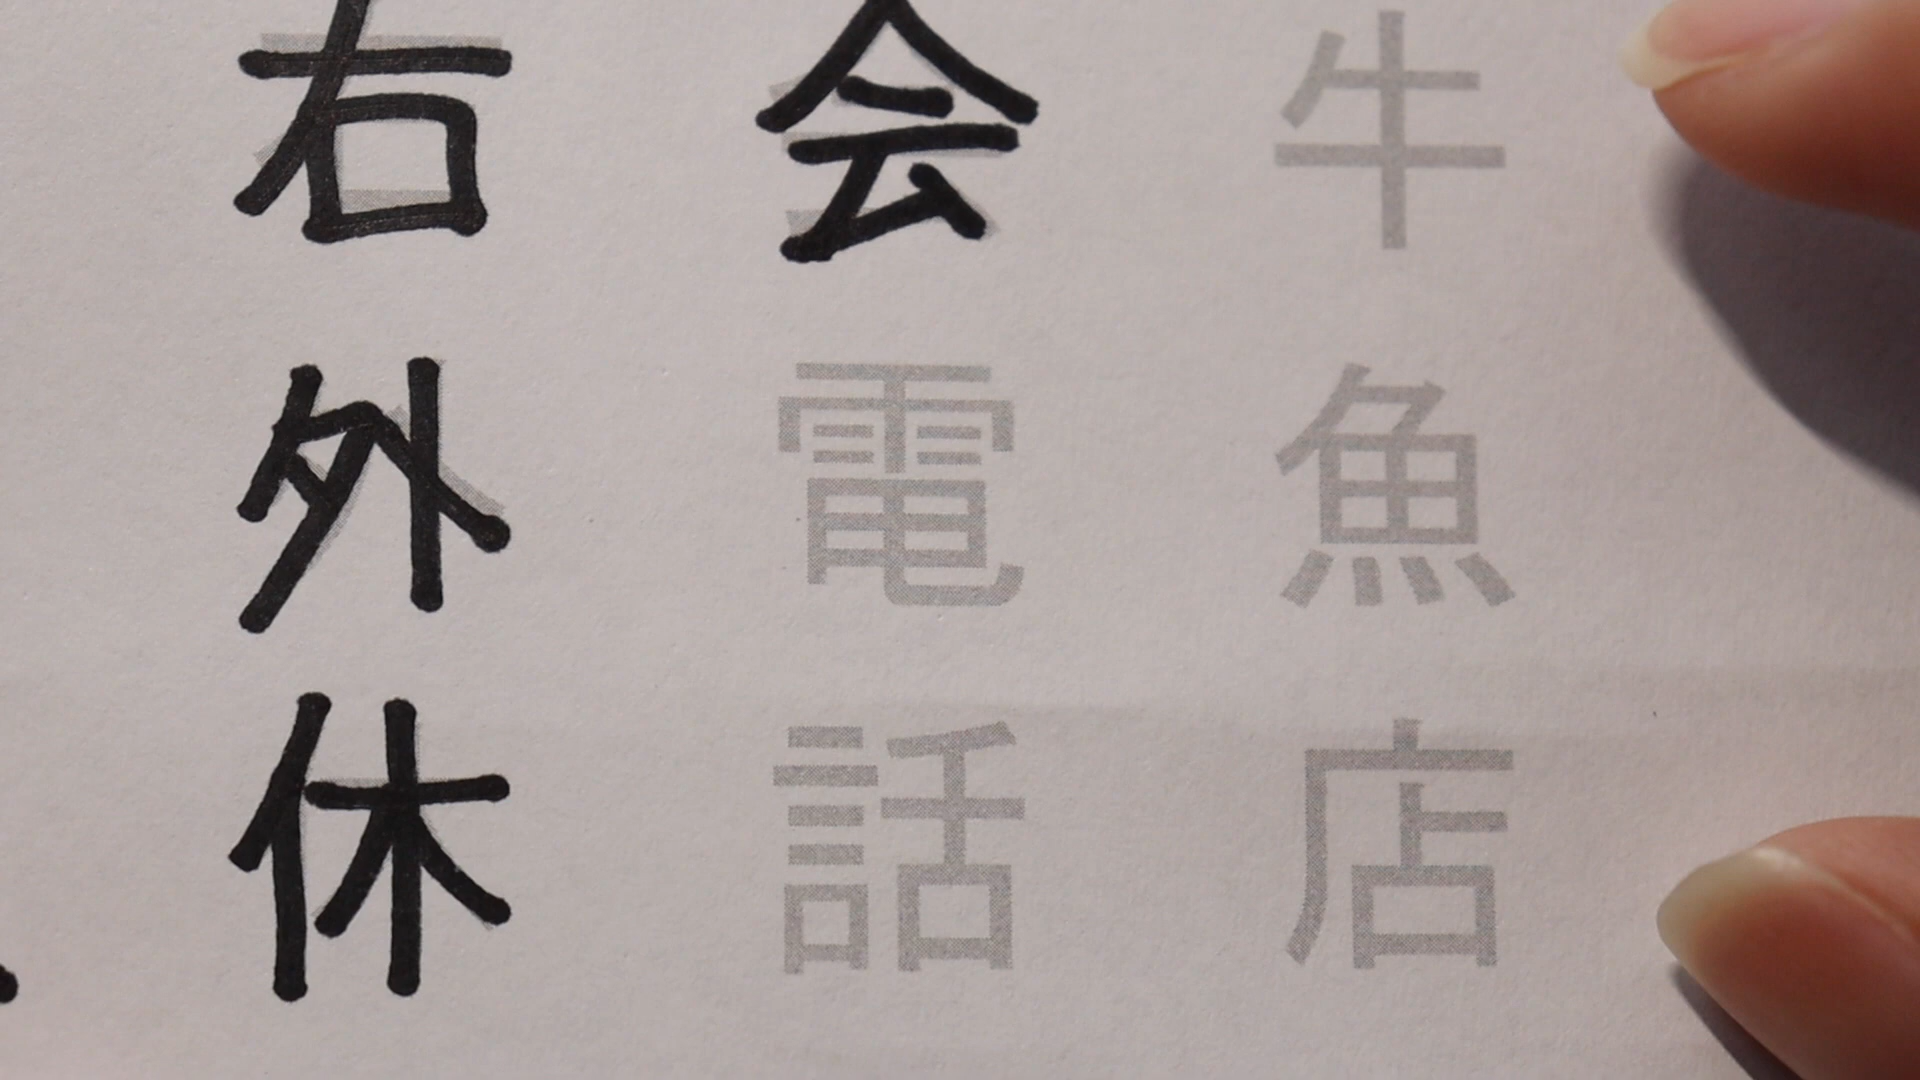 右 会 牛
外 電 魚
休 話 店